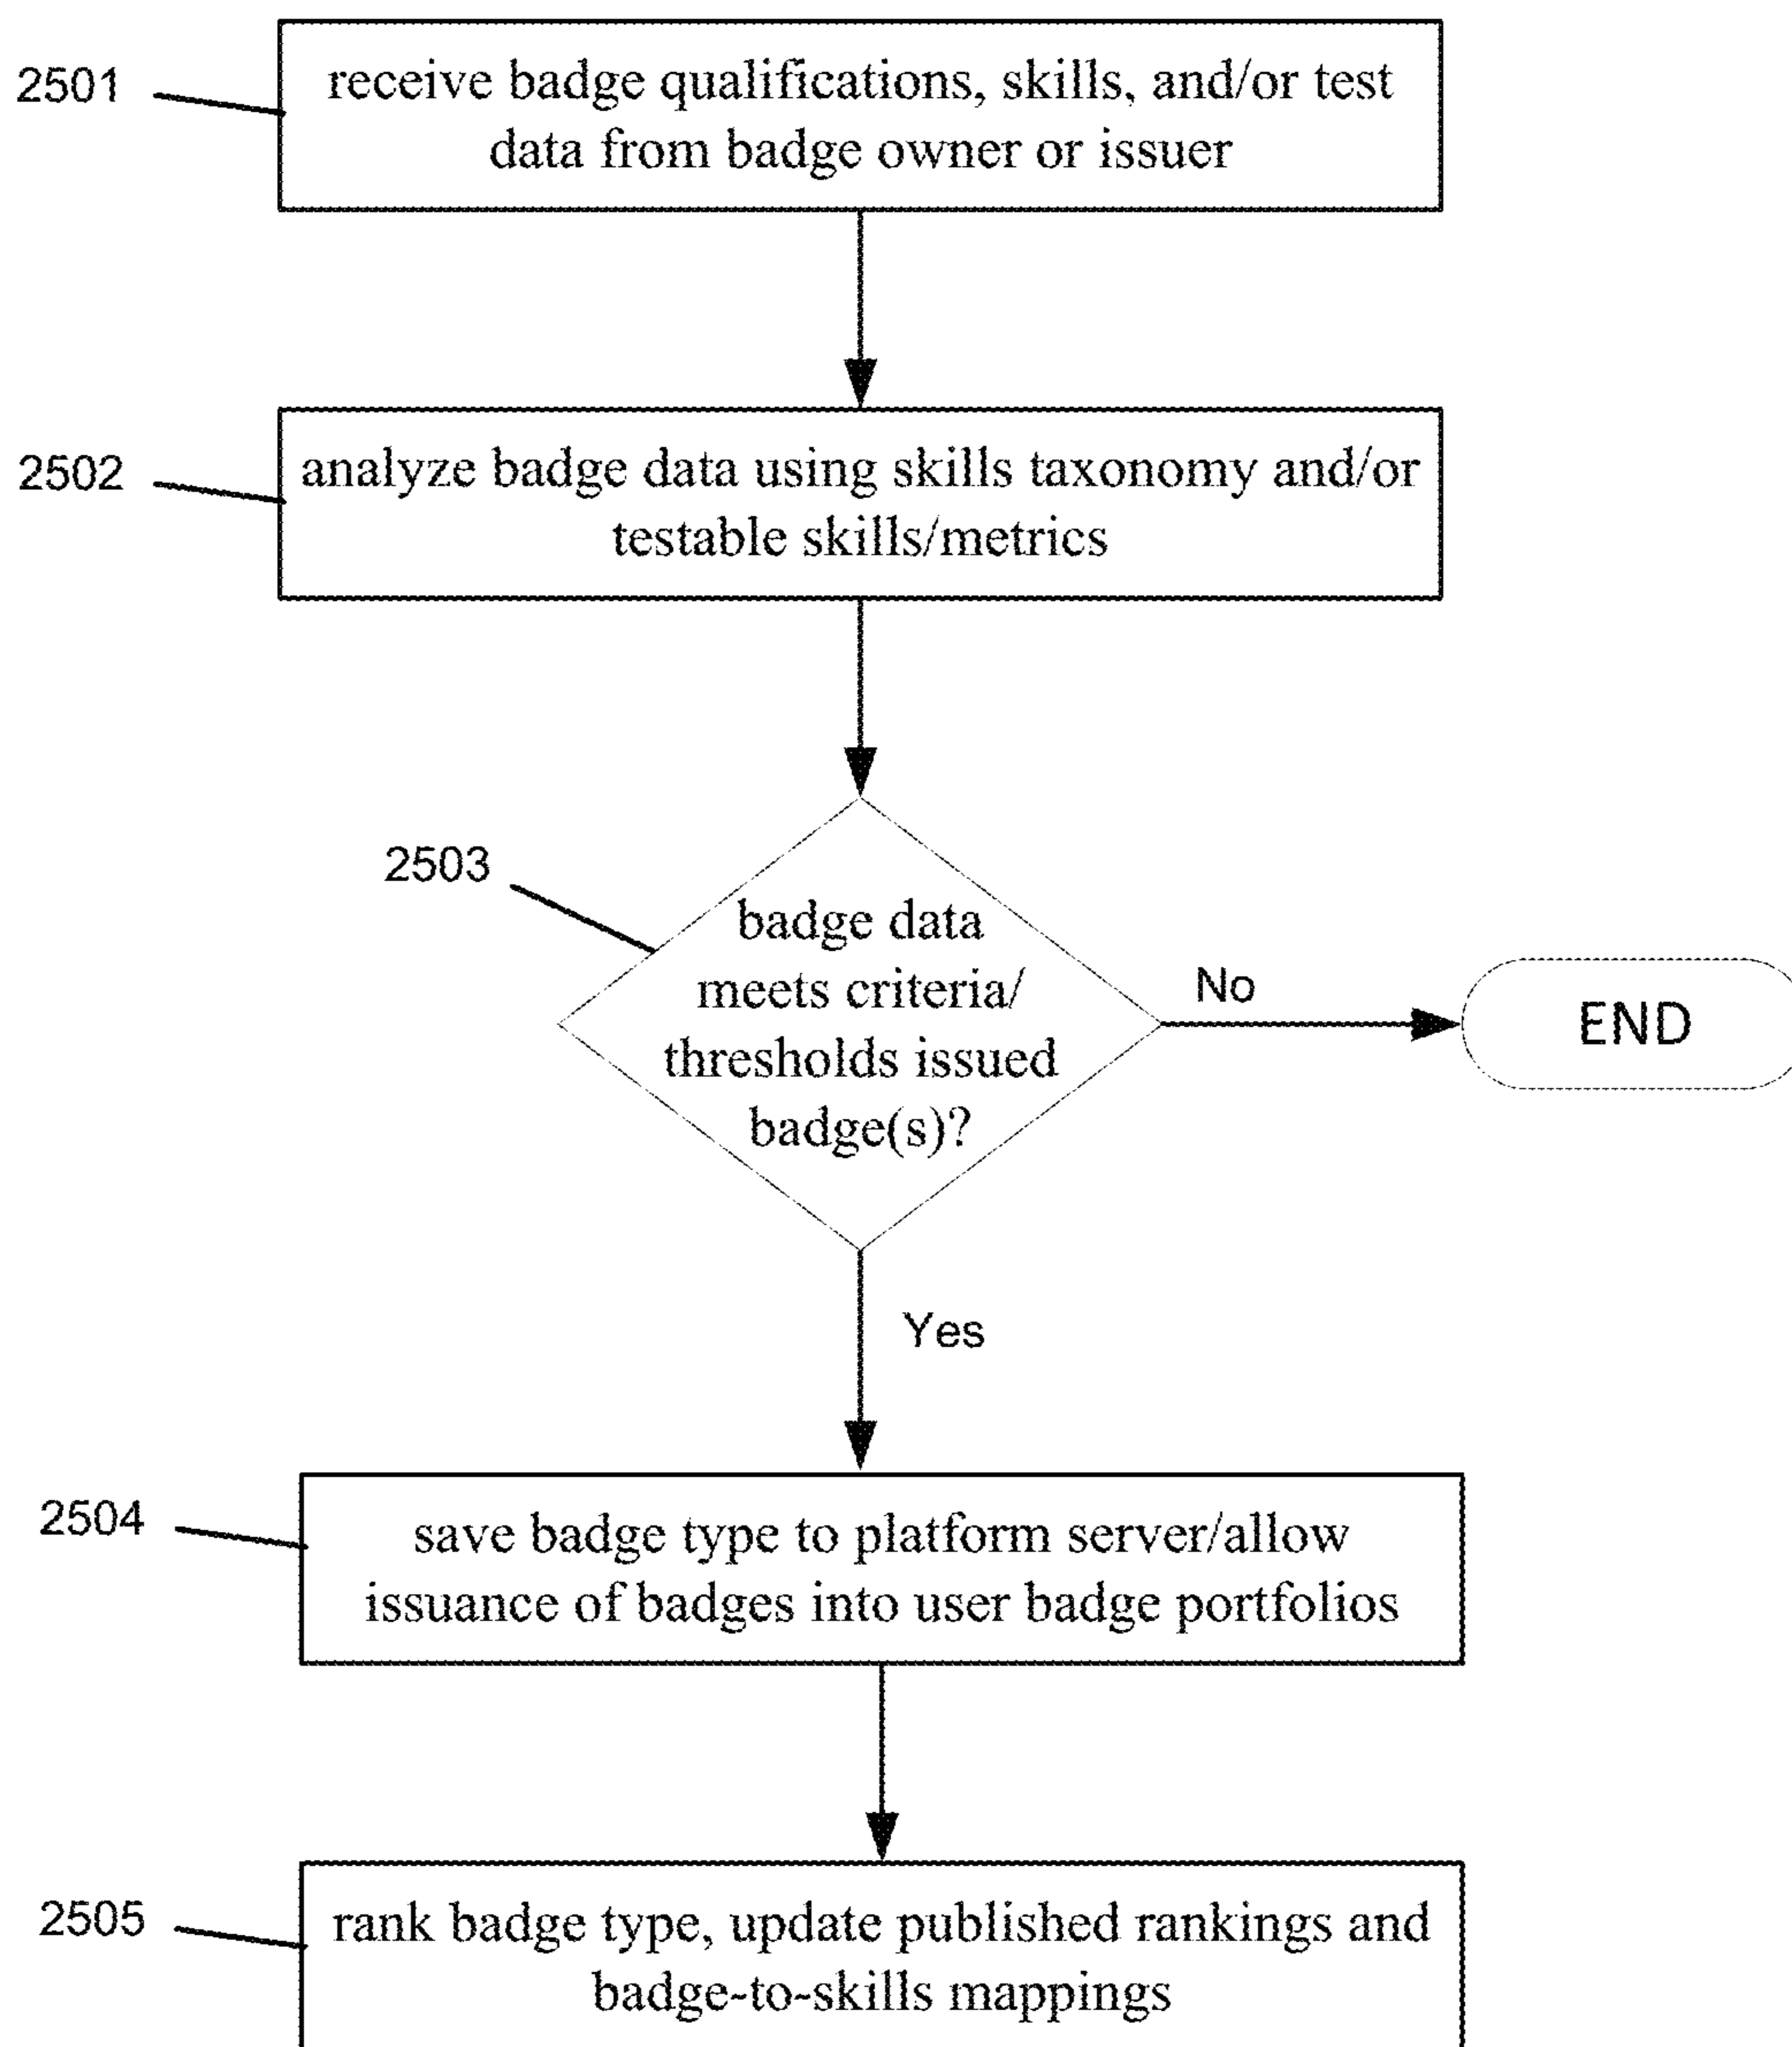 2501
receive badge qualifications, skills, and/or test
data from badge owner or issuer
2502
analyze badge data using skills taxonomy and/or
testable skills/metrics
2503
badge data
meets criteria/
thresholds issued
badge(s)?
No
END
Yes
2504
save badge type to platform server/allow
issuance of badges into user badge portfolios
2505
rank badge type, update published rankings and
badge-to-skills mappings